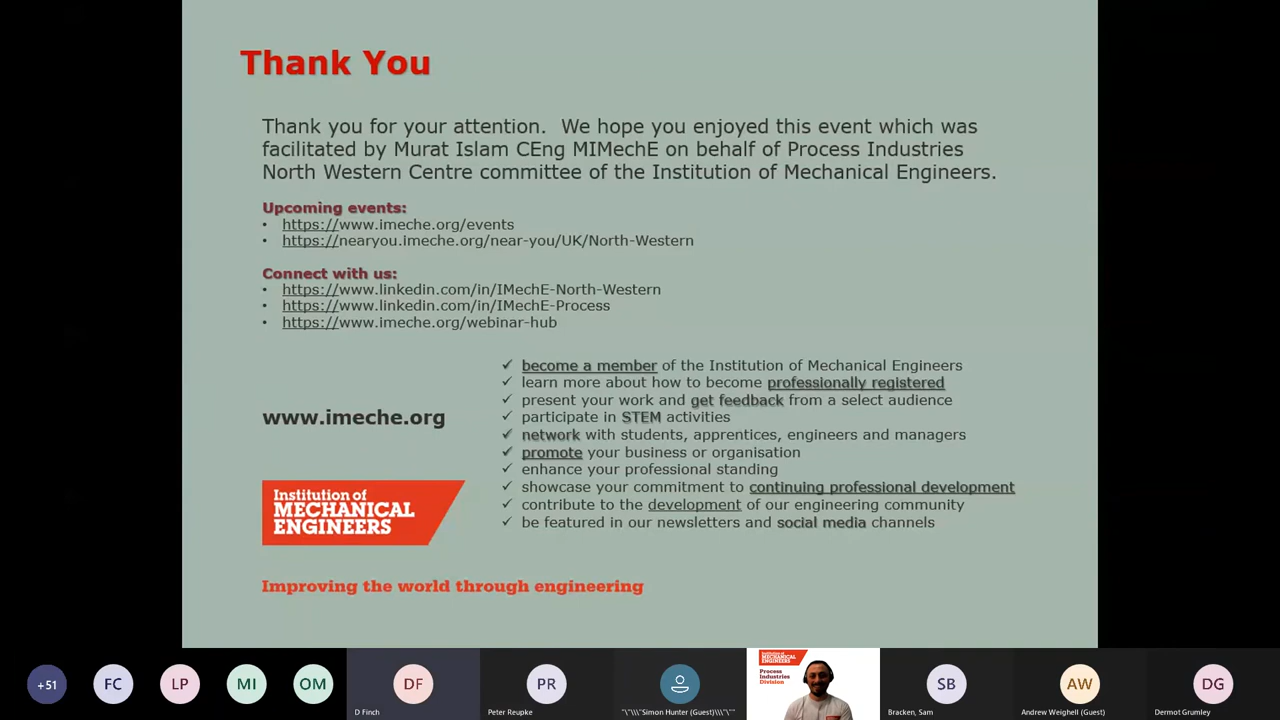 Thank You
Thank you for your attention.  We hope you enjoyed this event which was
facilitated by Murat Islam CEng MIMechE on behalf of Process Industries
North Western Centre committee of the Institution of Mechanical Engineers.
Upcoming events:
• https://www.imeche.org/events
• https://nearyou.imeche.org/near-you/UK/North-Western
Connect with us:
• https://www.linkedin.com/in/IMechE-North-Western
• https://www.linkedin.com/in/IMechE-Process
• https://www.imeche.org/webinar-hub
✓ become a member of the Institution of Mechanical Engineers
✓ learn more about how to become professionally registered
✓ present your work and get feedback from a select audience
✓ participate in STEM activities
✓ network with students, apprentices, engineers and managers
✓ promote your business or organisation
✓ enhance your professional standing
✓ showcase your commitment to continuing professional development
✓ contribute to the development of our engineering community
✓ be featured in our newsletters and social media channels
www.imeche.org
Institution of
MECHANICAL
ENGINEERS
Improving the world through engineering
+51
FC
LP
MI
OM
DF
D Finch
PR
Peter Reupke
"\"\\\"Simon Hunter (Guest)\\\"\""
Institution of
MECHANICAL
ENGINEERS
Process
Industries
Division
SB
Bracken, Sam
AW
Andrew Weighell (Guest)
DG
Dermot Grumley